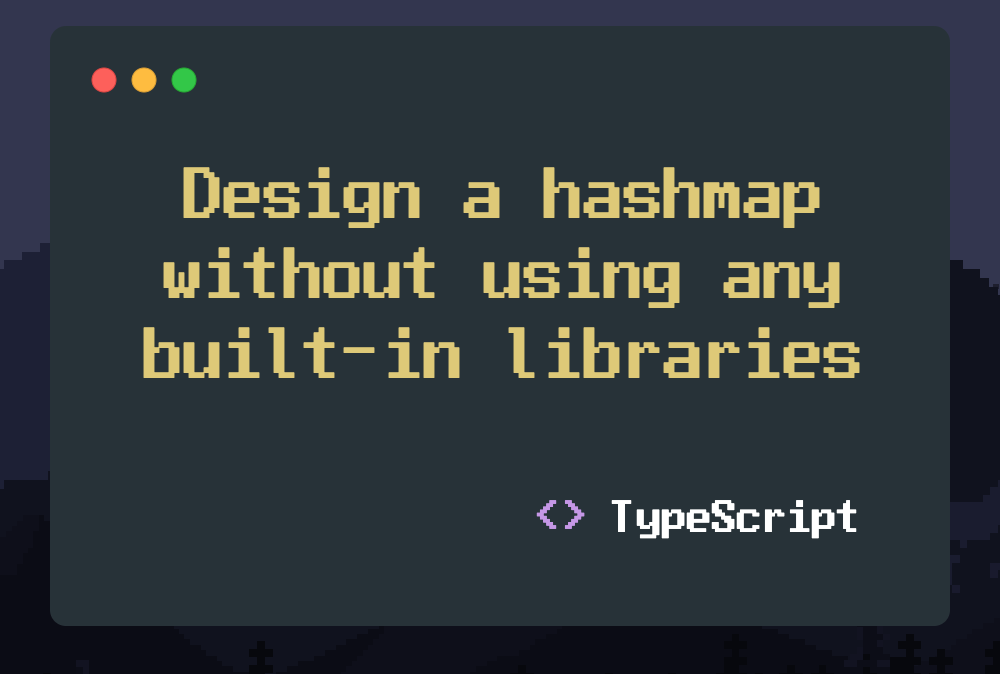 Design a hashmap
without using any
built-in libraries
<> TypeScript